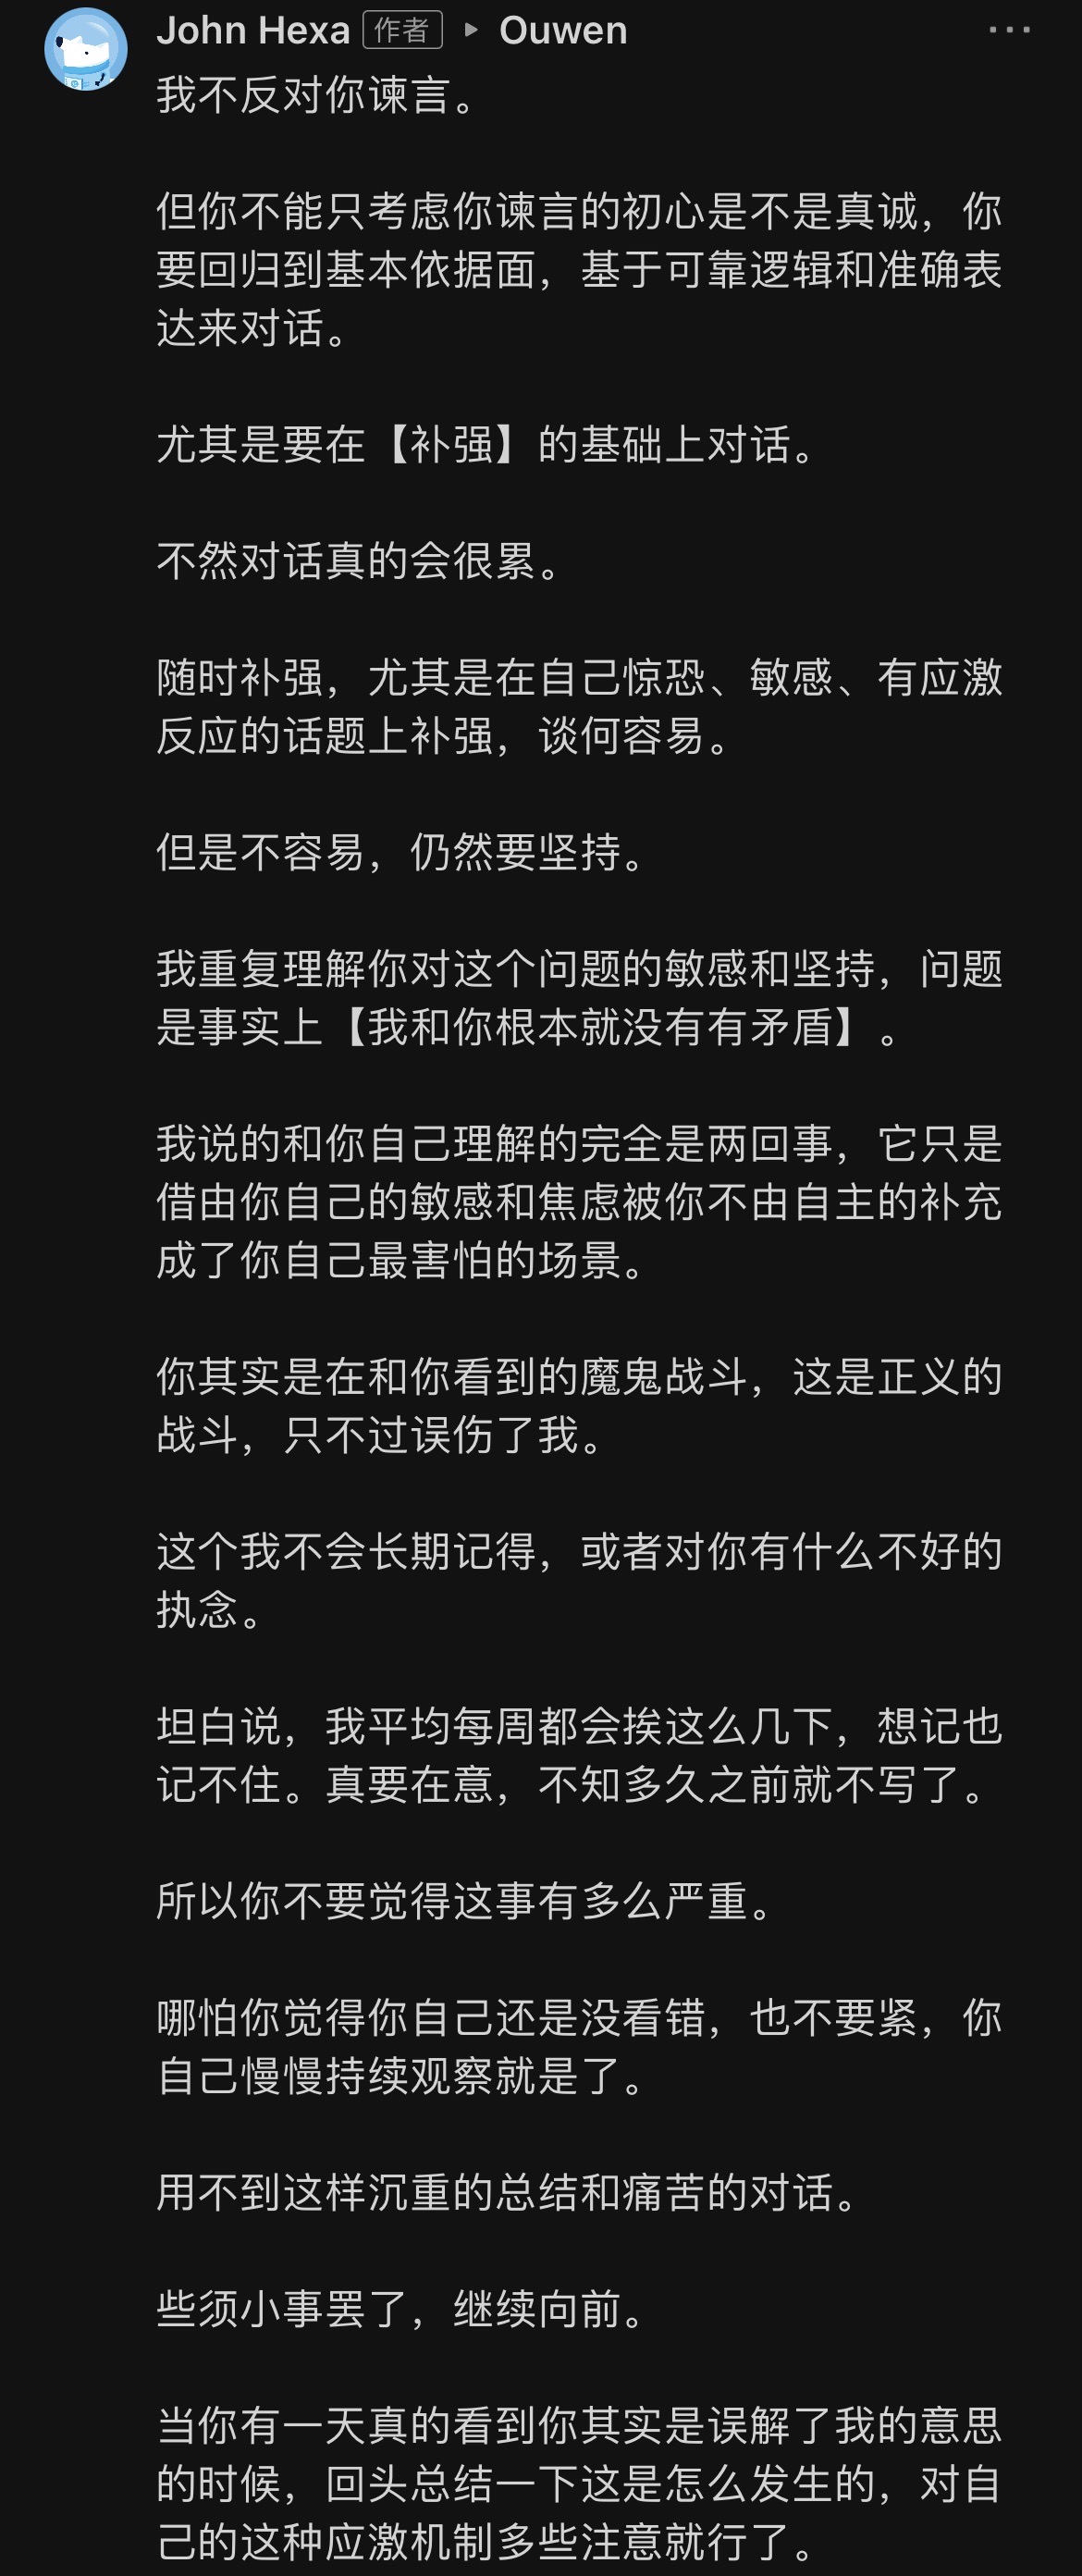 John Hexa 作者 ▸ Ouwen ···
我不反对你谏言。
但你不能只考虑你谏言的初心是不是真诚，你
要回归到基本依据面，基于可靠逻辑和准确表
达来对话。
尤其是要在【补强】的基础上对话。
不然对话真的会很累。
随时补强，尤其是在自己惊恐、敏感、有应激
反应的话题上补强，谈何容易。
但是不容易，仍然要坚持。
我重复理解你对这个问题的敏感和坚持，问题
是事实上【我和你根本就没有有矛盾】。
我说的和你自己理解的完全是两回事，它只是
借由你自己的敏感和焦虑被你不由自主的补充
成了你自己最害怕的场景。
你其实是在和你看到的魔鬼战斗，这是正义的
战斗，只不过误伤了我。
这个我不会长期记得，或者对你有什么不好的
执念。
坦白说，我平均每周都会挨这么几下，想记也
记不住。真要在意，不知多久之前就不写了。
所以你不要觉得这事有多么严重。
哪怕你觉得你自己还是没看错，也不要紧，你
自己慢慢持续观察就是了。
用不到这样沉重的总结和痛苦的对话。
些须小事罢了，继续向前。
当你有一天真的看到你其实是误解了我的意思
的时候，回头总结一下这是怎么发生的，对自
己的这种应激机制多些注意就行了。